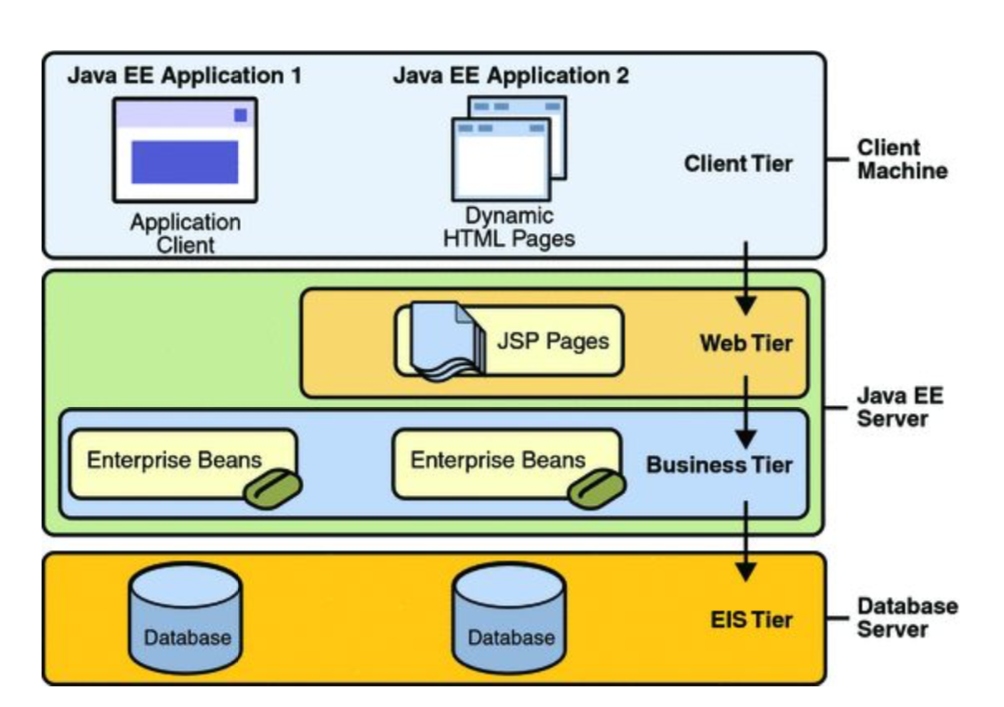 Java EE Application 1
Java EE Application 2
Application
Client
Dynamic
HTML Pages
Client Tier
Client
Machine
JSP Pages
Web Tier
Java EE
Server
Enterprise Beans
Enterprise Beans
Business Tier
Database
Database
EIS Tier
Database
Server